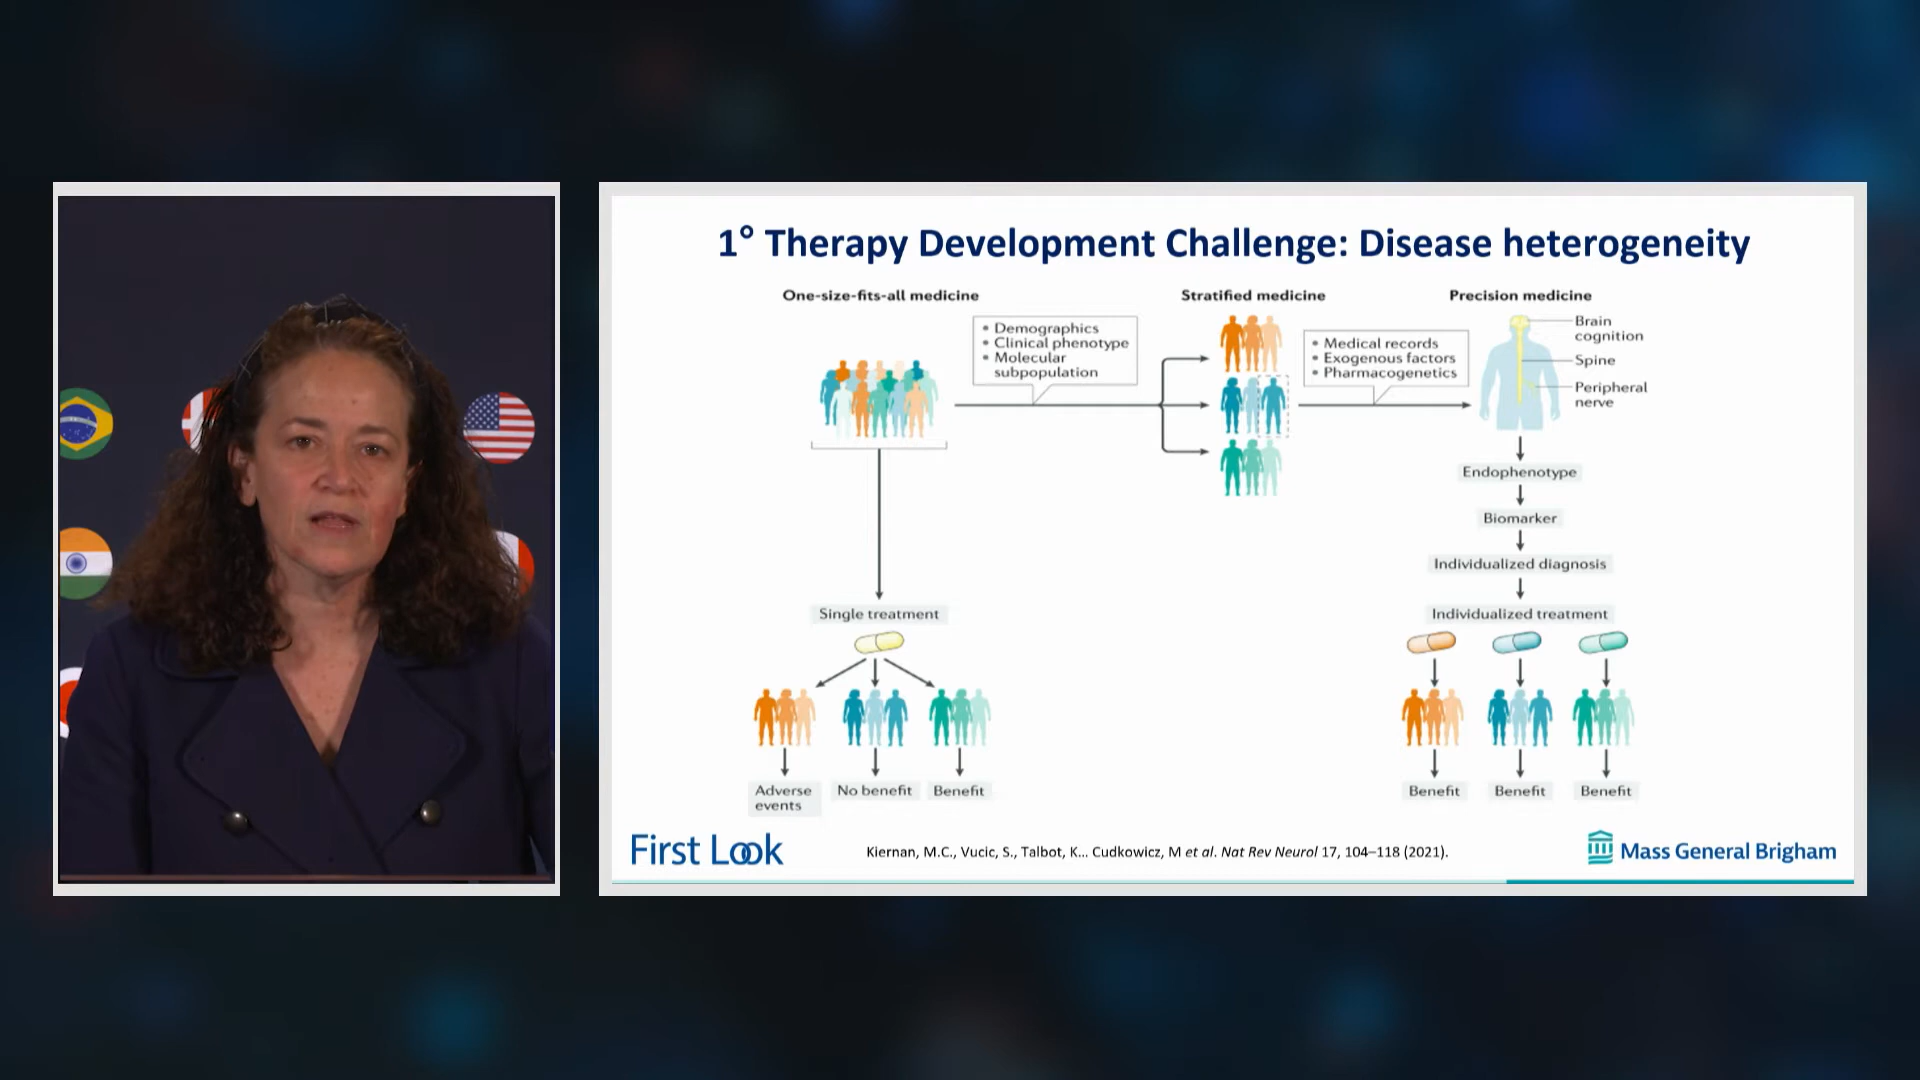 1° Therapy Development Challenge: Disease heterogeneity
One-size-fits-all medicine
Stratified medicine
Precision medicine
• Demographics
• Clinical phenotype
• Molecular
subpopulation
• Medical records
• Exogenous factors
• Pharmacogenetics
Brain
cognition
Spine
Peripheral
nerve
Endophenotype
Biomarker
Individualized diagnosis
Single treatment
Individualized treatment
Adverse
events
No benefit
Benefit
Benefit
Benefit
Benefit
First Look
Kiernan, M.C., Vucic, S., Talbot, K... Cudkowicz, M et al. Nat Rev Neurol 17, 104–118 (2021).
Mass General Brigham